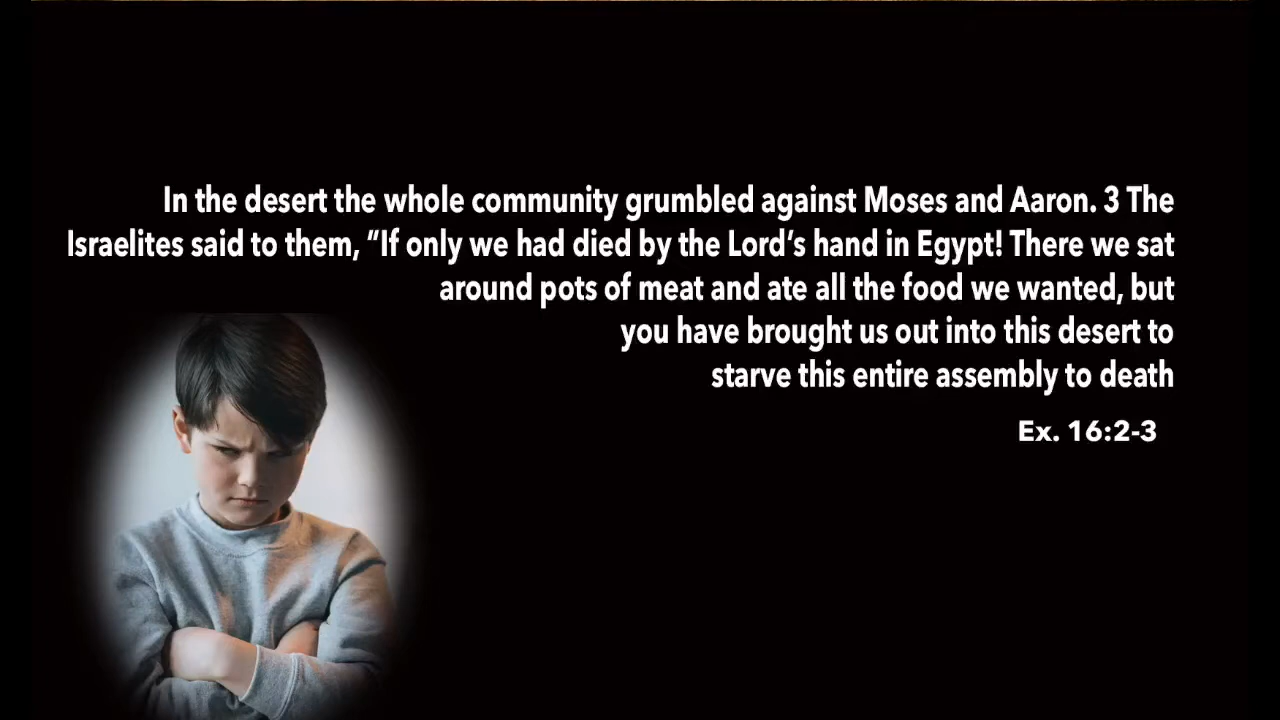 In the desert the whole community grumbled against Moses and Aaron. 3 The
Israelites said to them, “If only we had died by the Lord‘s hand in Egypt! There we sat
around pots of meat and ate all the food we wanted, but
you have brought us out into this desert to
starve this entire assembly to death
Ex. 16:2-3